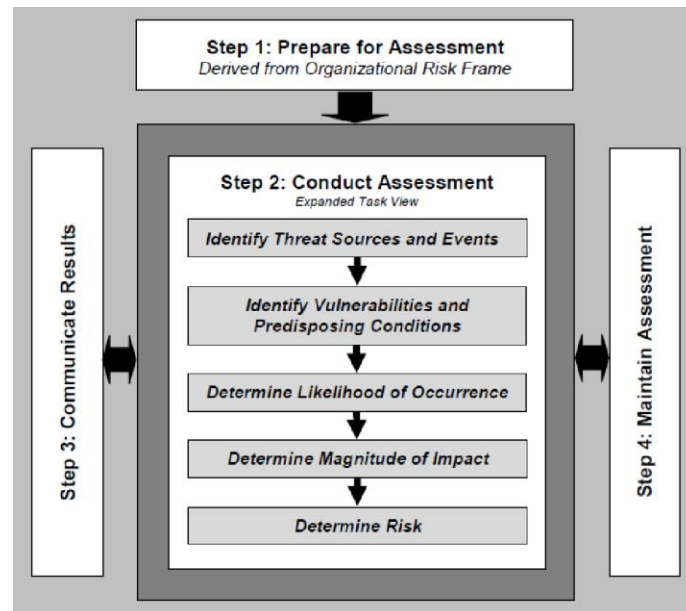 Step 1: Prepare for Assessment
Derived from Organizational Risk Frame
Step 3: Communicate Results
Step 2: Conduct Assessment
Expanded Task View
Identify Threat Sources and Events
Identify Vulnerabilities and
Predisposing Conditions
Determine Likelihood of Occurrence
Determine Magnitude of Impact
Determine Risk
Step 4: Maintain Assessment